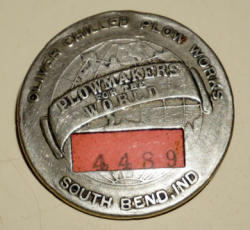 OLIVER CHILLED PLOW WORKS
PLOWMAKERS
FOR THE
WORLD
4489
SOUTH BEND, IND